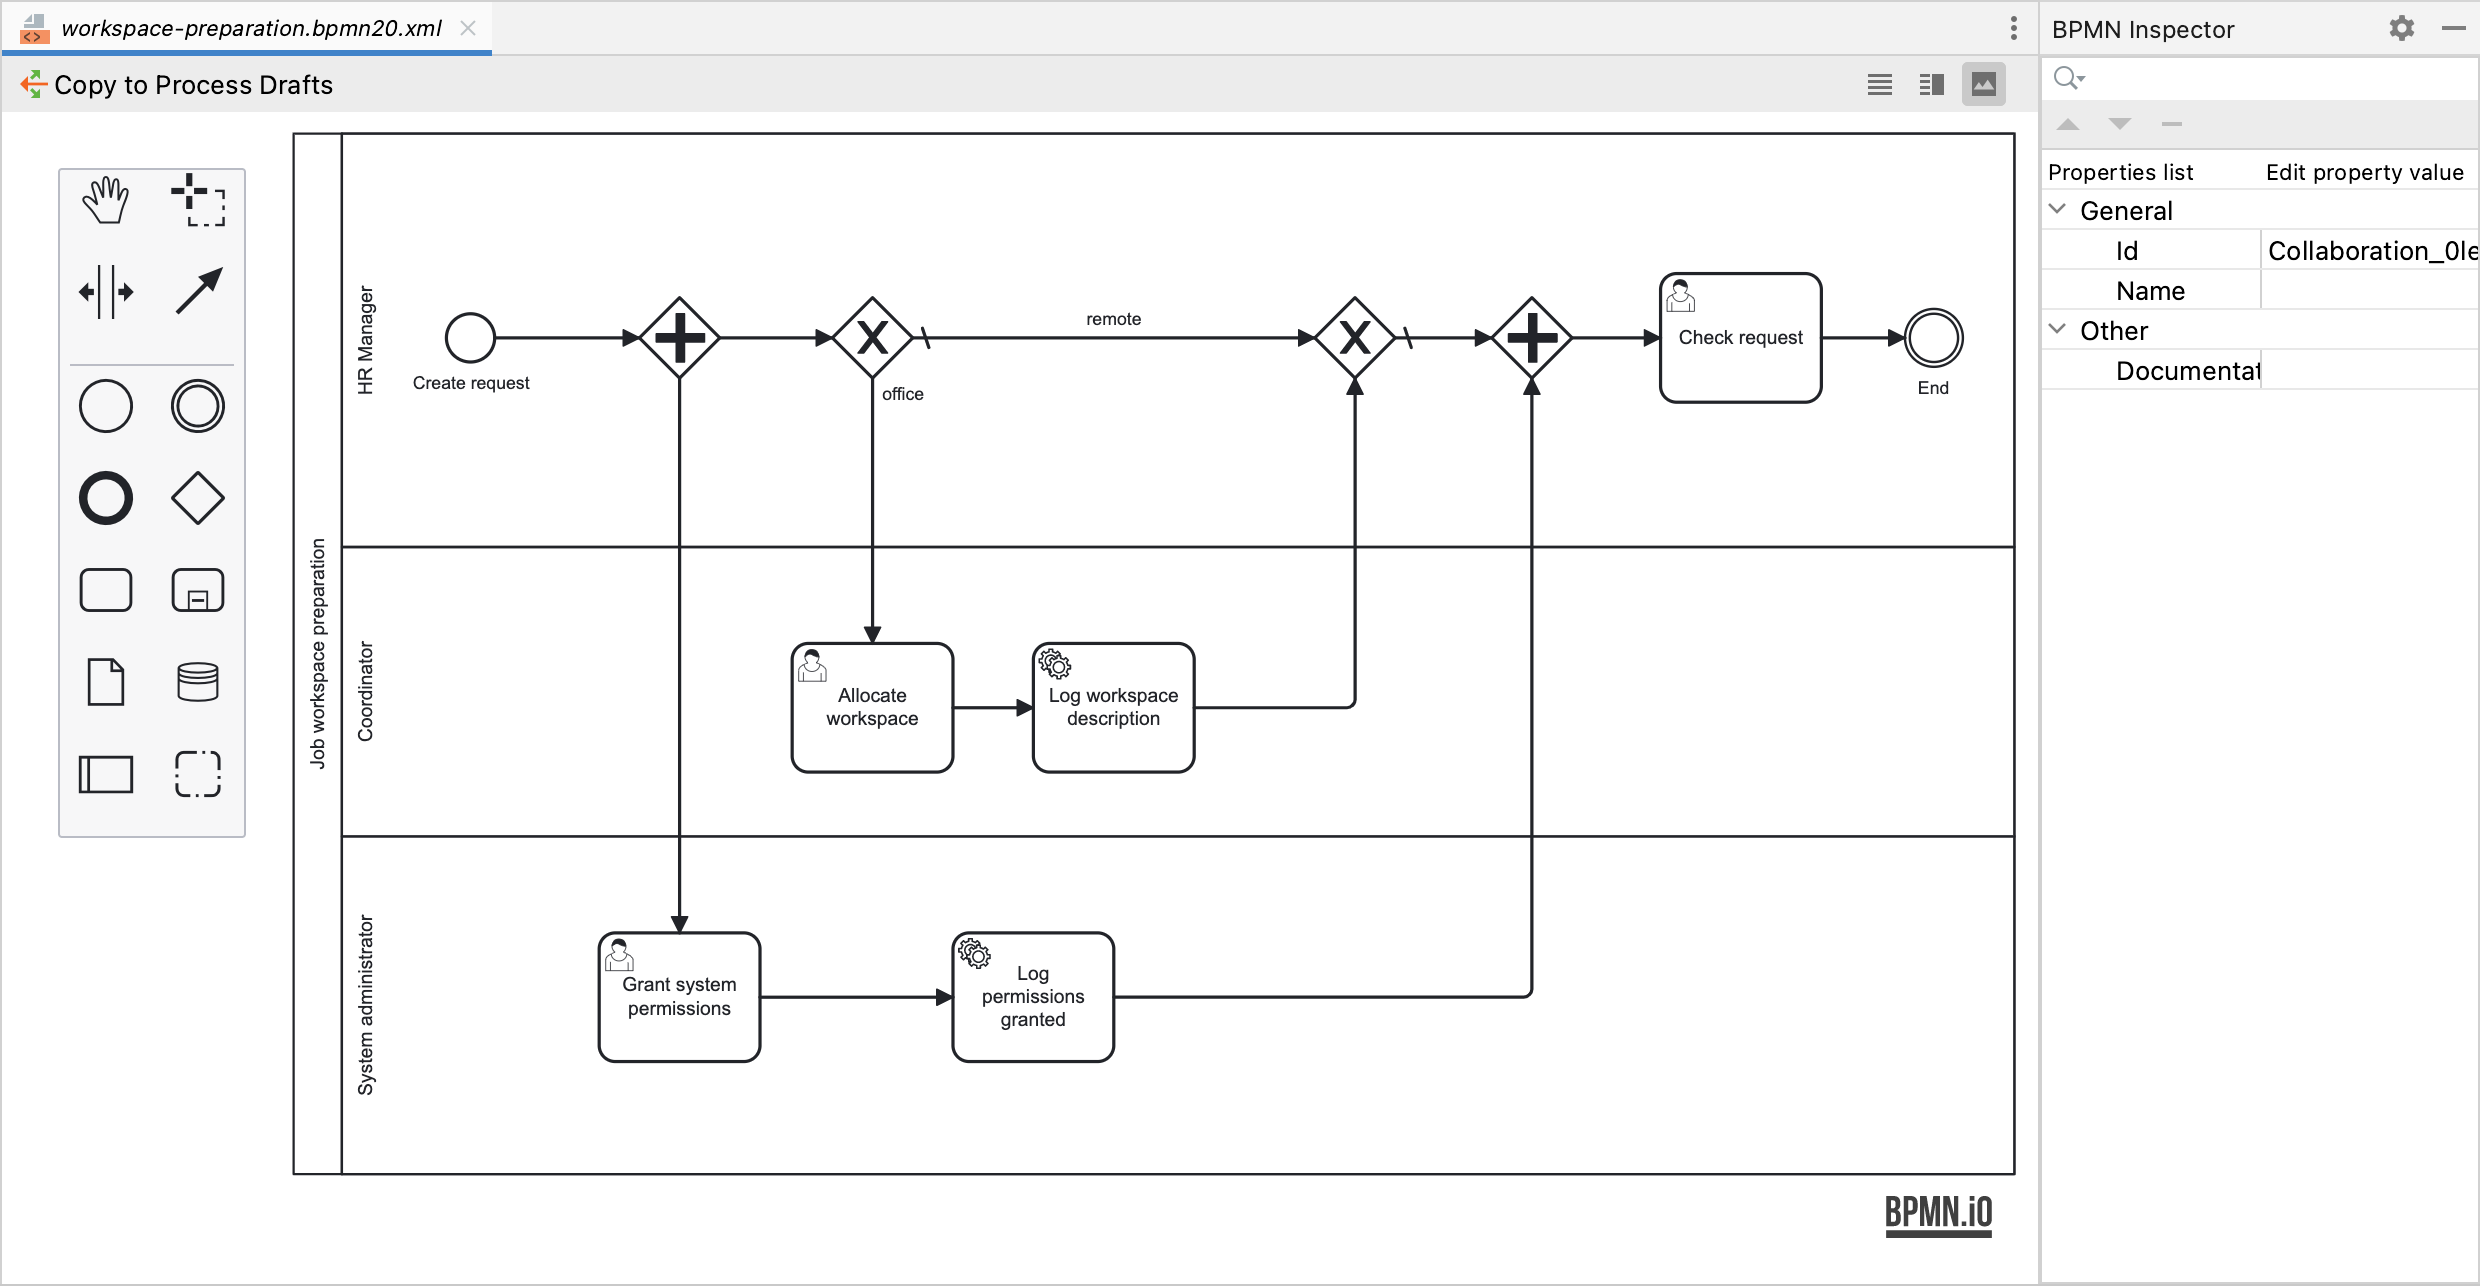 workspace-preparation.bpmn20.xml
BPMN Inspector
Copy to Process Drafts
Properties list
Edit property value
General
Id
Collaboration_0le
Name
Other
Documentat
Job workspace preparation
HR Manager
Create request
remote
office
Check request
End
Coordinator
Allocate
workspace
Log workspace
description
System administrator
Grant system
permissions
Log
permissions
granted
BPMN.iO